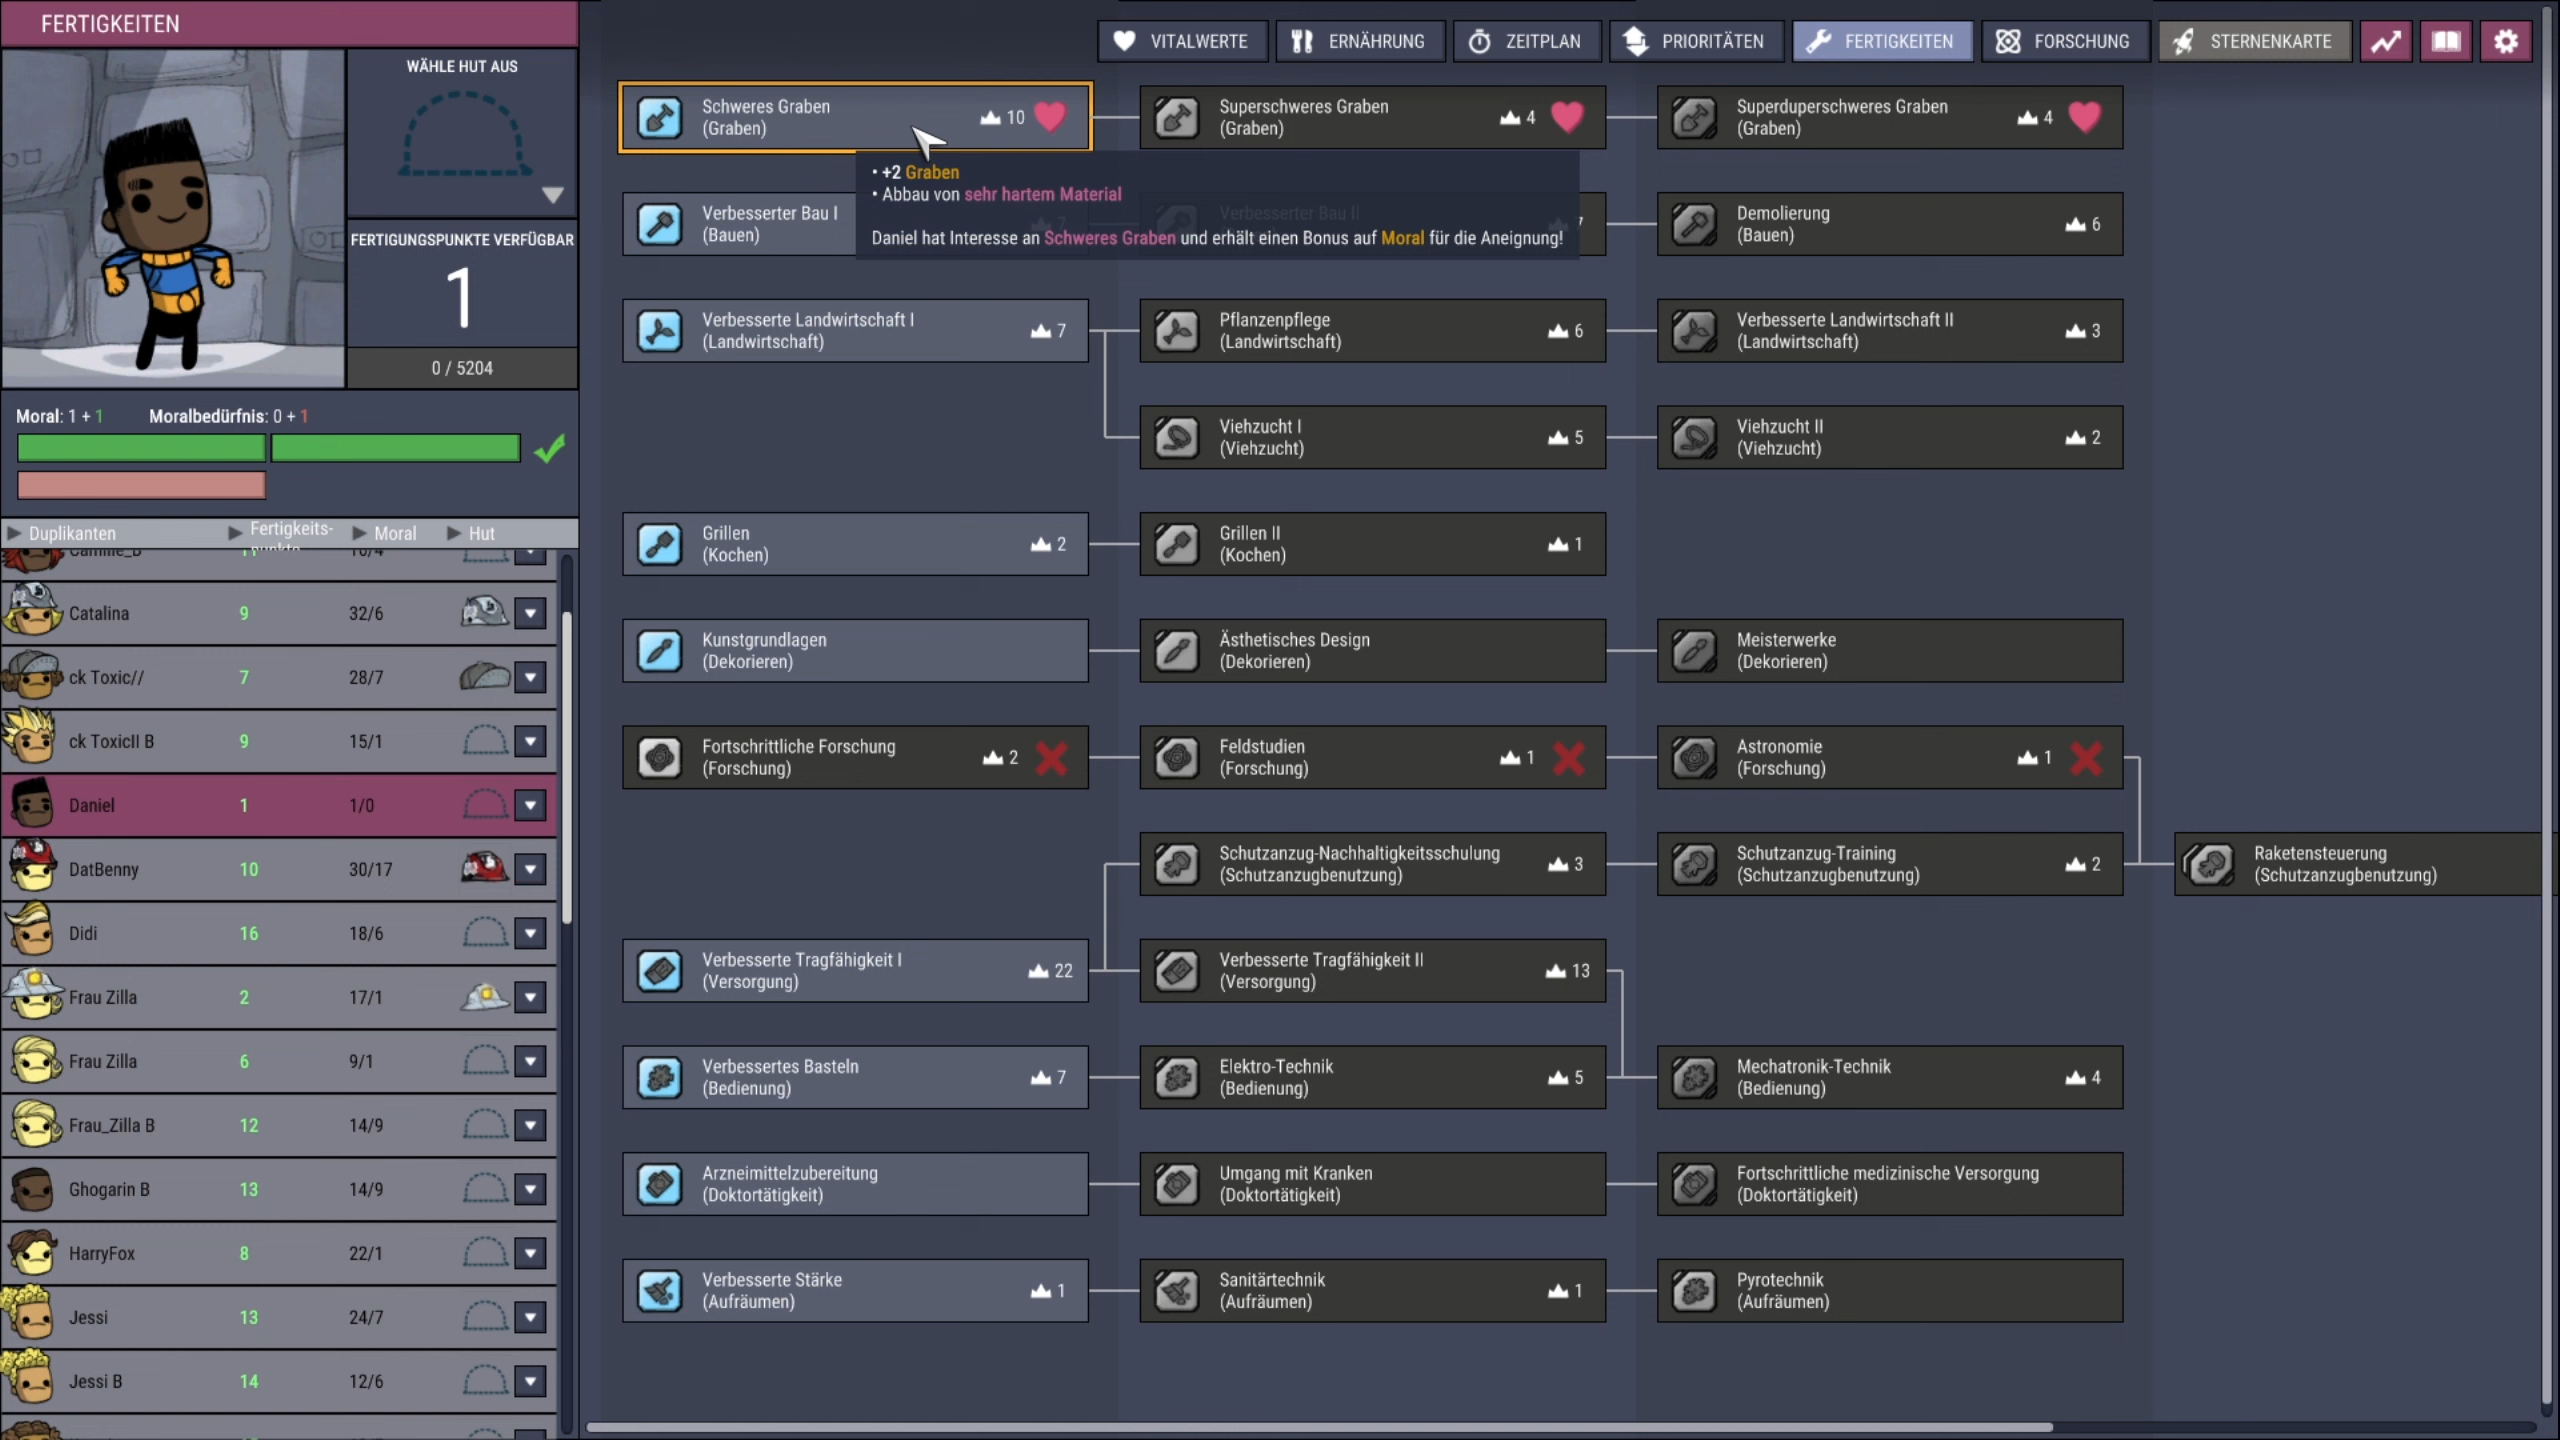 FERTIGKEITEN
VITALWERTE
ERNÄHRUNG
ZEITPLAN
PRIORITÄTEN
FERTIGKEITEN
FORSCHUNG
STERNENKARTE
WÄHLE HUT AUS
FERTIGUNGSPUNKTE VERFÜGBAR
1
0 / 5204
Moral: 1 + 1
Moralbedürfnis: 0 + 1
Duplikanten
Fertigkeits-
Moral
Hut
Catalina 9 32/6
ck Toxic// 7 28/7
ck ToxicII B 9 15/1
Daniel 1 1/0
DatBenny 10 30/17
Didi 16 18/6
Frau Zilla 2 17/1
Frau Zilla 6 9/1
Frau_Zilla B 12 14/9
Ghogarin B 13 14/9
HarryFox 8 22/1
Jessi 13 24/7
Jessi B 14 12/6
Schweres Graben
(Graben)
10
Superschweres Graben
(Graben)
4
Superduperschweres Graben
(Graben)
4
• +2 Graben
• Abbau von sehr hartem Material
Daniel hat Interesse an Schweres Graben und erhält einen Bonus auf Moral für die Aneignung!
Verbesserter Bau I
(Bauen)
7
Verbesserter Bau II
7
Demolierung
(Bauen)
6
Verbesserte Landwirtschaft I
(Landwirtschaft)
7
Pflanzenpflege
(Landwirtschaft)
6
Verbesserte Landwirtschaft II
(Landwirtschaft)
3
Viehzucht I
(Viehzucht)
5
Viehzucht II
(Viehzucht)
2
Grillen
(Kochen)
2
Grillen II
(Kochen)
1
Kunstgrundlagen
(Dekorieren)
Ästhetisches Design
(Dekorieren)
Meisterwerke
(Dekorieren)
Fortschrittliche Forschung
(Forschung)
2
Feldstudien
(Forschung)
1
Astronomie
(Forschung)
1
Schutzanzug-Nachhaltigkeitsschulung
(Schutzanzugbenutzung)
3
Schutzanzug-Training
(Schutzanzugbenutzung)
2
Raketensteuerung
(Schutzanzugbenutzung)
Verbesserte Tragfähigkeit I
(Versorgung)
22
Verbesserte Tragfähigkeit II
(Versorgung)
13
Verbessertes Basteln
(Bedienung)
7
Elektro-Technik
(Bedienung)
5
Mechatronik-Technik
(Bedienung)
4
Arzneimittelzubereitung
(Doktortätigkeit)
Umgang mit Kranken
(Doktortätigkeit)
Fortschrittliche medizinische Versorgung
(Doktortätigkeit)
Verbesserte Stärke
(Aufräumen)
1
Sanitärtechnik
(Aufräumen)
1
Pyrotechnik
(Aufräumen)